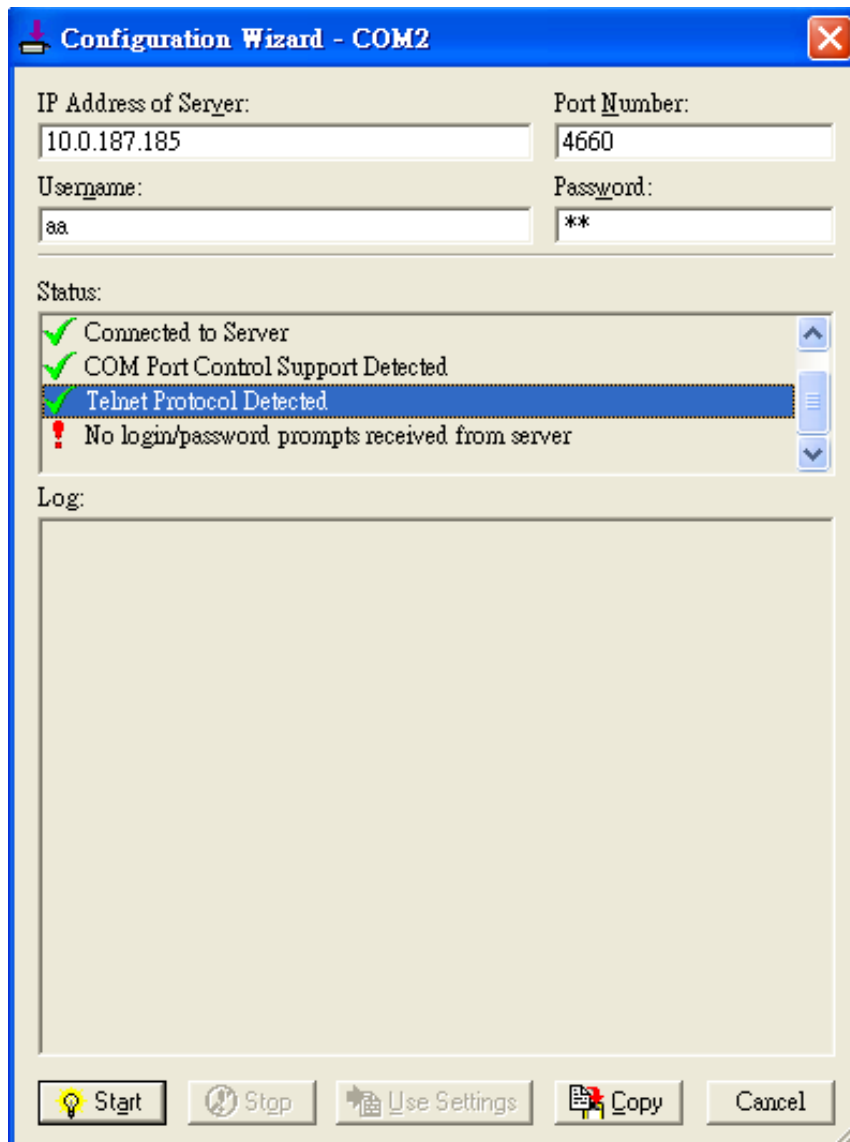 Configuration Wizard - COM2
IP Address of Server: Port Number:
10.0.187.185 4660
Username: Password:
aa **
Status:
Connected to Server
COM Port Control Support Detected
Telnet Protocol Detected
No login/password prompts received from server
Log:
Start Stop Use Settings Copy Cancel